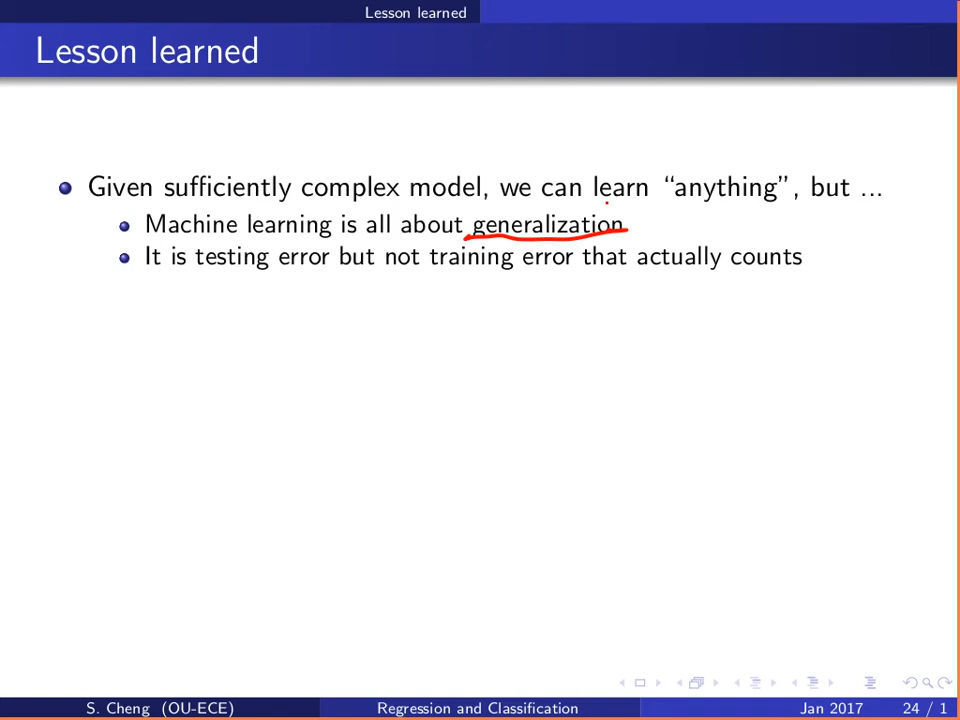 Lesson learned
Lesson learned
Given sufficiently complex model, we can learn “anything”, but ...
Machine learning is all about generalization
It is testing error but not training error that actually counts
S. Cheng (OU-ECE) Regression and Classification Jan 2017 24 / 1